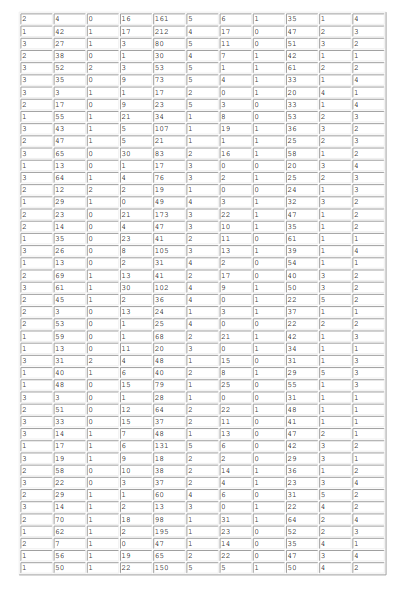 2 4 0 16 161 5 6 1 35 1 4
1 42 1 17 212 4 17 0 47 2 3
3 27 1 3 80 5 11 0 51 3 2
2 38 0 1 30 4 7 1 42 1 1
3 52 2 3 53 5 1 1 61 2 2
3 35 0 9 73 5 4 1 33 1 4
3 3 1 1 17 2 0 1 20 4 1
2 17 0 9 23 5 3 0 33 1 4
1 55 1 21 34 1 8 0 53 2 3
3 43 1 5 107 1 19 1 36 3 2
2 47 1 5 21 1 1 1 25 2 3
3 65 0 30 83 2 16 1 58 1 2
1 13 0 1 17 3 0 0 20 3 4
3 64 1 4 76 3 2 1 25 2 3
2 12 2 2 19 1 0 0 24 1 3
1 29 1 0 49 4 3 1 32 3 2
2 23 0 21 173 3 22 1 47 1 2
2 14 0 4 47 3 10 1 35 1 2
1 35 0 23 41 2 11 0 61 1 1
3 26 0 8 105 3 13 1 39 1 4
1 13 0 2 31 4 2 0 54 1 1
2 69 1 13 41 2 17 0 40 3 2
3 61 1 30 102 4 9 1 50 3 2
2 45 1 2 36 4 0 1 22 5 2
2 3 0 13 24 1 3 1 37 1 1
2 53 0 1 25 4 0 0 22 2 2
1 59 0 1 68 2 21 1 42 1 3
1 13 0 11 20 3 0 1 34 1 1
3 31 2 4 48 1 15 0 31 1 3
1 40 1 6 40 2 8 1 29 5 3
1 48 0 15 79 1 25 0 55 1 3
3 3 0 1 28 1 0 0 31 1 1
2 51 0 12 64 2 22 1 48 1 1
3 33 0 15 37 2 11 0 41 1 1
3 14 1 7 48 1 13 0 47 2 1
1 17 1 6 131 5 6 0 42 3 2
3 19 1 9 18 2 2 0 29 3 1
2 58 0 10 38 2 14 1 36 1 2
3 22 0 3 37 2 4 1 23 3 4
2 29 1 1 60 4 6 0 31 5 2
3 14 1 2 13 3 0 1 22 4 2
2 70 1 18 98 1 31 1 64 2 4
1 62 1 2 195 1 23 0 52 2 3
2 7 1 0 47 1 14 0 35 4 1
1 56 1 19 65 2 22 0 47 3 4
1 50 1 22 150 5 5 1 50 4 2